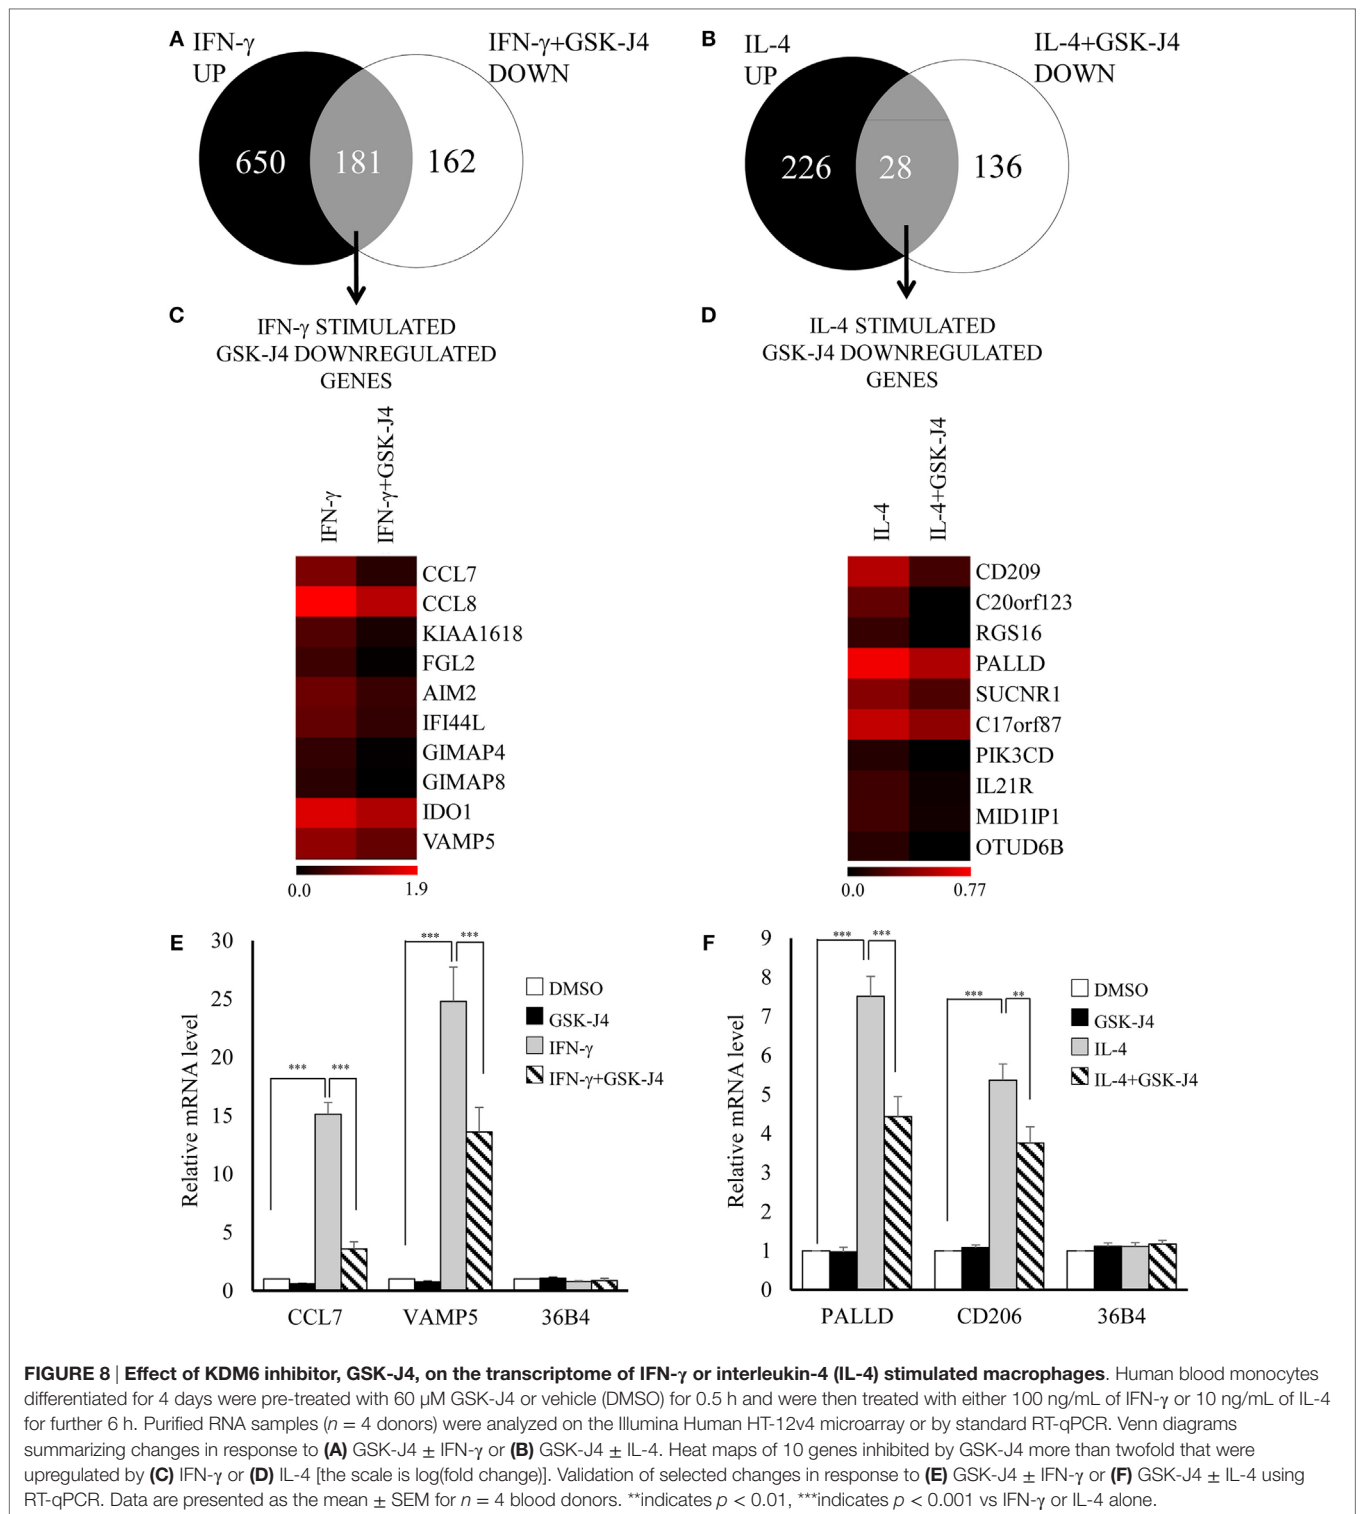 A IFN-γ UP
IFN-γ+GSK-J4 DOWN
650 181 162
B IL-4 UP
IL-4+GSK-J4 DOWN
226 28 136
C
IFN-γ STIMULATED
GSK-J4 DOWNREGULATED
GENES
IFN-γ
IFN-γ+GSK-J4
CCL7
CCL8
KIAA1618
FGL2
AIM2
IFI44L
GIMAP4
GIMAP8
IDO1
VAMP5
0.0 1.9
D
IL-4 STIMULATED
GSK-J4 DOWNREGULATED
GENES
IL-4
IL-4+GSK-J4
CD209
C20orf123
RGS16
PALLD
SUCNR1
C17orf87
PIK3CD
IL21R
MID1IP1
OTUD6B
0.0 0.77
E
Relative mRNA level
30
25
20
15
10
5
0
*** ***
*** ***
DMSO
GSK-J4
IFN-γ
IFN-γ+GSK-J4
CCL7 VAMP5 36B4
F
Relative mRNA level
9
8
7
6
5
4
3
2
1
0
*** ***
*** **
DMSO
GSK-J4
IL-4
IL-4+GSK-J4
PALLD CD206 36B4
FIGURE 8 | Effect of KDM6 inhibitor, GSK-J4, on the transcriptome of IFN-γ or interleukin-4 (IL-4) stimulated macrophages. Human blood monocytes
differentiated for 4 days were pre-treated with 60 µM GSK-J4 or vehicle (DMSO) for 0.5 h and were then treated with either 100 ng/mL of IFN-γ or 10 ng/mL of IL-4
for further 6 h. Purified RNA samples (n = 4 donors) were analyzed on the Illumina Human HT-12v4 microarray or by standard RT-qPCR. Venn diagrams
summarizing changes in response to (A) GSK-J4 ± IFN-γ or (B) GSK-J4 ± IL-4. Heat maps of 10 genes inhibited by GSK-J4 more than twofold that were
upregulated by (C) IFN-γ or (D) IL-4 [the scale is log(fold change)]. Validation of selected changes in response to (E) GSK-J4 ± IFN-γ or (F) GSK-J4 ± IL-4 using
RT-qPCR. Data are presented as the mean ± SEM for n = 4 blood donors. **indicates p < 0.01, ***indicates p < 0.001 vs IFN-γ or IL-4 alone.